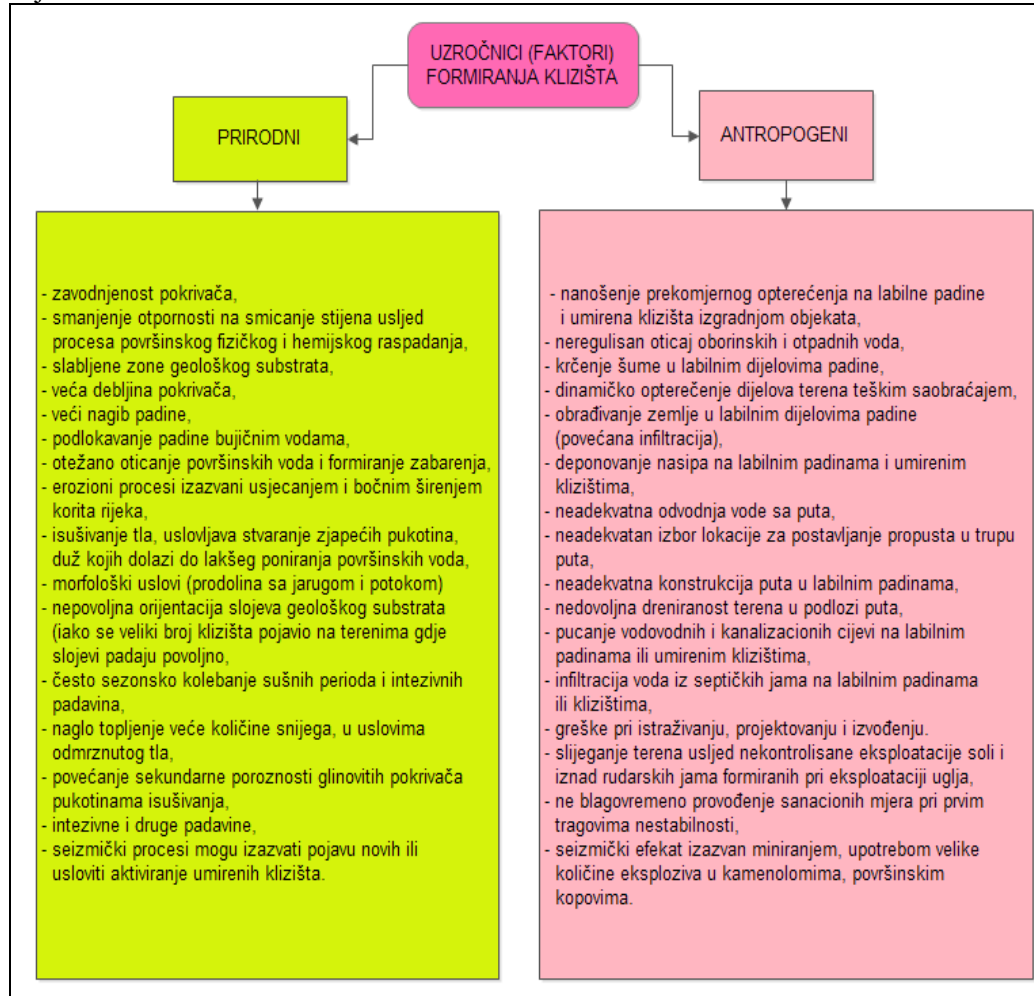 UZROČNICI (FAKTORI)
FORMIRANJA KLIZIŠTA
PRIRODNI
ANTROPOGENI
- zavodnjenost pokrivača,
- smanjenje otpornosti na smicanje stijena usljed
procesa površinskog fizičkog i hemijskog raspadanja,
- slabljene zone geološkog substrata,
- veća debljina pokrivača,
- veći nagib padine,
- podlokavanje padine bujičnim vodama,
- otežano oticanje površinskih voda i formiranje zabarenja,
- erozioni procesi izazvani usjecanjem i bočnim širenjem
korita rijeka,
- isušivanje tla, uslovljava stvaranje zjapećih pukotina,
duž kojih dolazi do lakšeg poniranja površinskih voda,
- morfološki uslovi (prodolina sa jarugom i potokom)
- nepovoljna orijentacija slojeva geološkog substrata
(iako se veliki broj klizišta pojavio na terenima gdje
slojevi padaju povoljno,
- često sezonsko kolebanje sušnih perioda i intezivnih
padavina,
- naglo topljenje veće količine snijega, u uslovima
odmrznutog tla,
- povećanje sekundarne poroznosti glinovitih pokrivača
pukotinama isušivanja,
- intezivne i druge padavine,
- seizmički procesi mogu izazvati pojavu novih ili
usloviti aktiviranje umirenih klizišta.
- nanošenje prekomjernog opterećenja na labilne padine
i umirena klizišta izgradnjom objekata,
- neregulisan oticaj oborinskih i otpadnih voda,
- krčenje šume u labilnim dijelovima padine,
- dinamičko opterečenje dijelova terena teškim saobraćajem,
- obrađivanje zemlje u labilnim dijelovima padine
(povećana infiltracija),
- deponovanje nasipa na labilnim padinama i umirenim
klizištima,
- neadekvatna odvodnja vode sa puta,
- neadekvatan izbor lokacije za postavljanje propusta u trupu
puta,
- neadekvatna konstrukcija puta u labilnim padinama,
- nedovoljna dreniranost terena u podlozi puta,
- pucanje vodovodnih i kanalizacionih cijevi na labilnim
padinama ili umirenim klizištima,
- infiltracija voda iz septičkih jama na labilnim padinama
ili klizištima,
- greške pri istraživanju, projektovanju i izvođenju.
- slijeganje terena usljed nekontrolisane eksploatacije soli i
iznad rudarskih jama formiranih pri eksploataciji uglja,
- ne blagovremeno provođenje sanacionih mjera pri prvim
tragovima nestabilnosti,
- seizmički efekat izazvan miniranjem, upotrebom velike
količine eksploziva u kamenolomima, površinskim
kopovima.